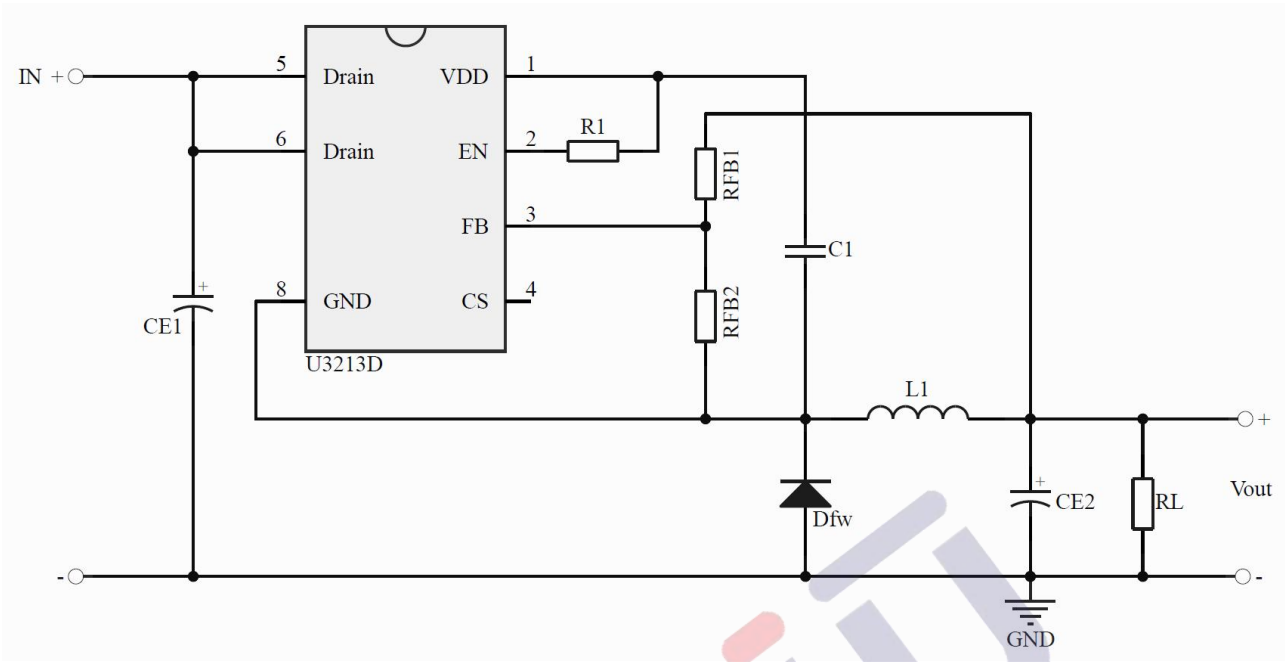 IN +
5
Drain
VDD
1
6
Drain
EN
2
R1
RFB1
FB
3
C1
8
GND
CS
4
RFB2
CE1
+
U3213D
L1
+
Dfw
+
CE2
RL
Vout
-
-
GND